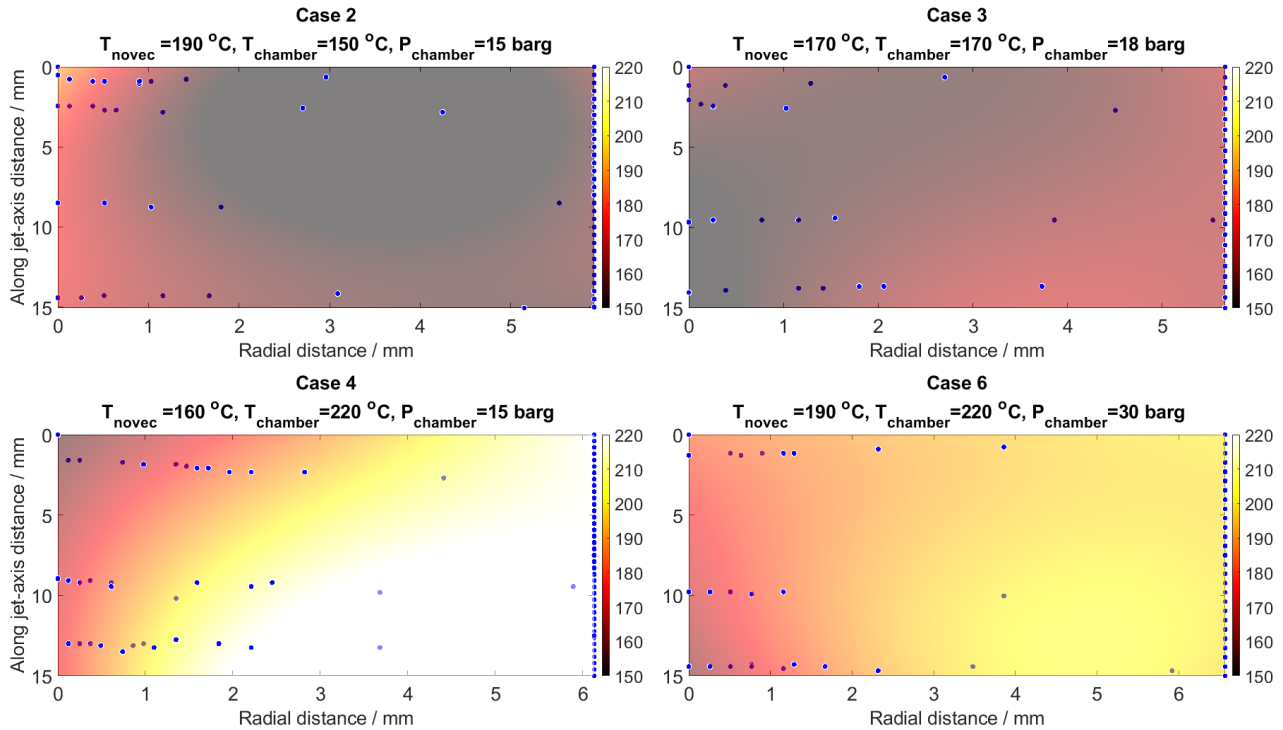 Case 2
T_novec =190 °C, T_chamber=150 °C, P_chamber=15 barg
0
5
10
15
Along jet-axis distance / mm
0 1 2 3 4 5
Radial distance / mm
220
210
200
190
180
170
160
150
Case 3
T_novec =170 °C, T_chamber=170 °C, P_chamber=18 barg
0
5
10
15
0 1 2 3 4 5
Radial distance / mm
220
210
200
190
180
170
160
150
Case 4
T_novec =160 °C, T_chamber=220 °C, P_chamber=15 barg
0
5
10
15
Along jet-axis distance / mm
0 1 2 3 4 5 6
Radial distance / mm
220
210
200
190
180
170
160
150
Case 6
T_novec =190 °C, T_chamber=220 °C, P_chamber=30 barg
0
5
10
15
0 1 2 3 4 5 6
Radial distance / mm
220
210
200
190
180
170
160
150